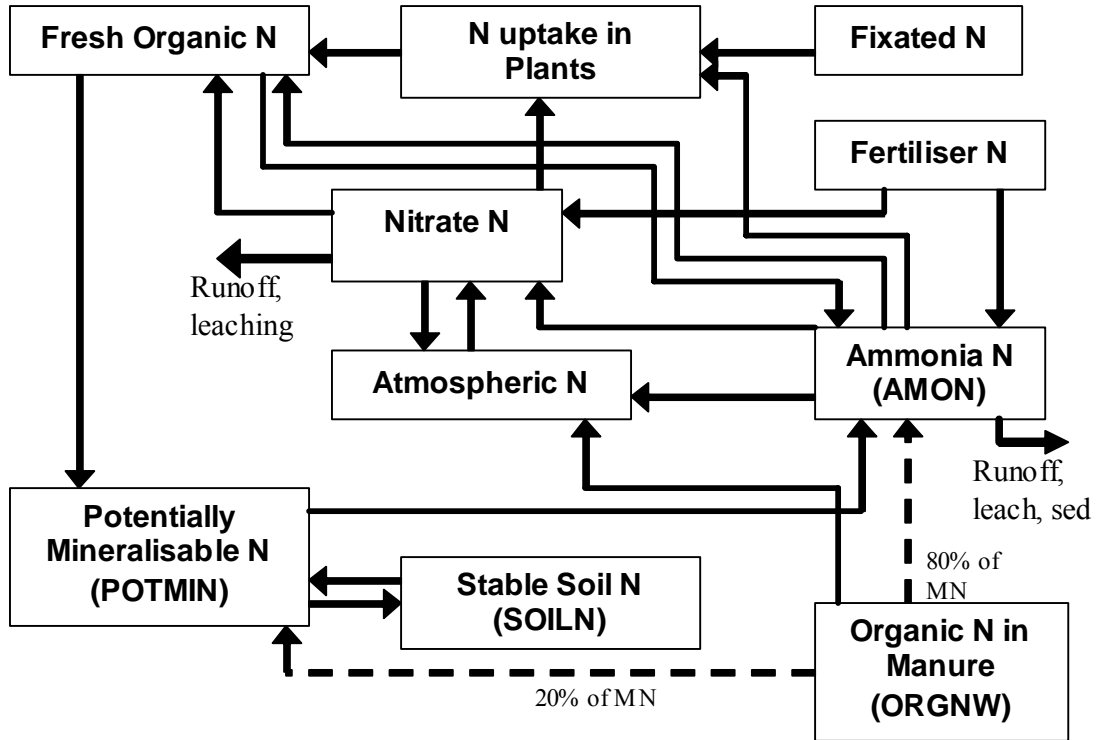 Fresh Organic N
N uptake in
Plants
Fixated N
Fertiliser N
Nitrate N
Runoff,
leaching
Atmospheric N
Ammonia N
(AMON)
Runoff,
leach, sed
Potentially
Mineralisable N
(POTMIN)
Stable Soil N
(SOILN)
80% of
MN
Organic N in
Manure
(ORGNW)
20% of MN